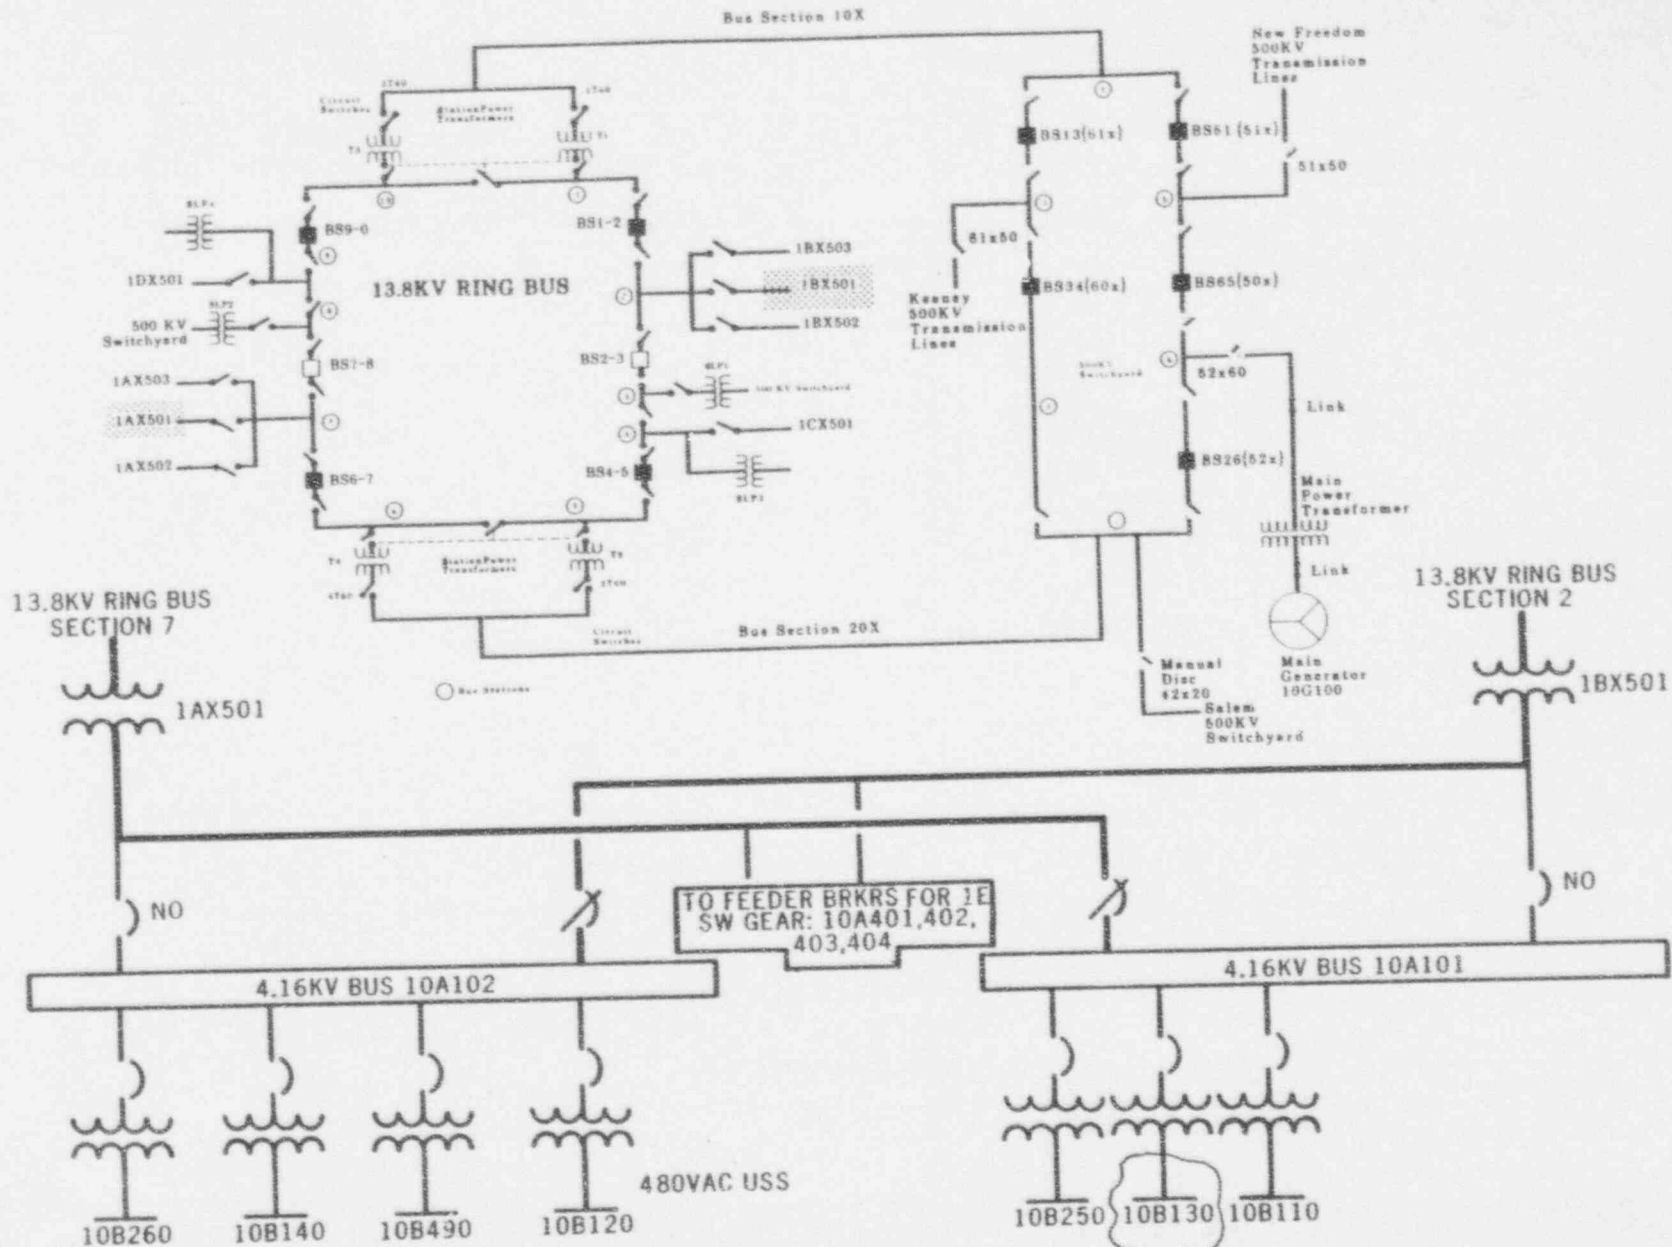 Bus Section 10X
New Freedom
500KV
Transmission
Lines
1T60
Circuit
Switches
Station Power
Transformers
BS13(61x)
BS51(51x)
51x50
BS9-0
BS1-2
13.8KV RING BUS
1DX501
500 KV
Switchyard
BS7-8
1AX503
1AX501
1AX502
BS6-7
1BX503
1BX501
1BX502
BS2-3
1CX501
BS4-5
61x50
Keeney
500KV
Transmission
Lines
BS34(60x)
BS65(50x)
52x60
Link
BS26(52x)
Main
Power
Transformer
Link
Station Power
Transformers
Circuit
Switches
Bus Section 20X
Bus Stations
Manual
Disc
42x20
Salem
500KV
Switchyard
Main
Generator
10G100
13.8KV RING BUS
SECTION 7
13.8KV RING BUS
SECTION 2
1AX501
1BX501
NO
NO
TO FEEDER BRKRS FOR 1E
SW GEAR: 10A401,402,
403,404
4.16KV BUS 10A102
4.16KV BUS 10A101
480VAC USS
10B260
10B140
10B490
10B120
10B250
10B130
10B110